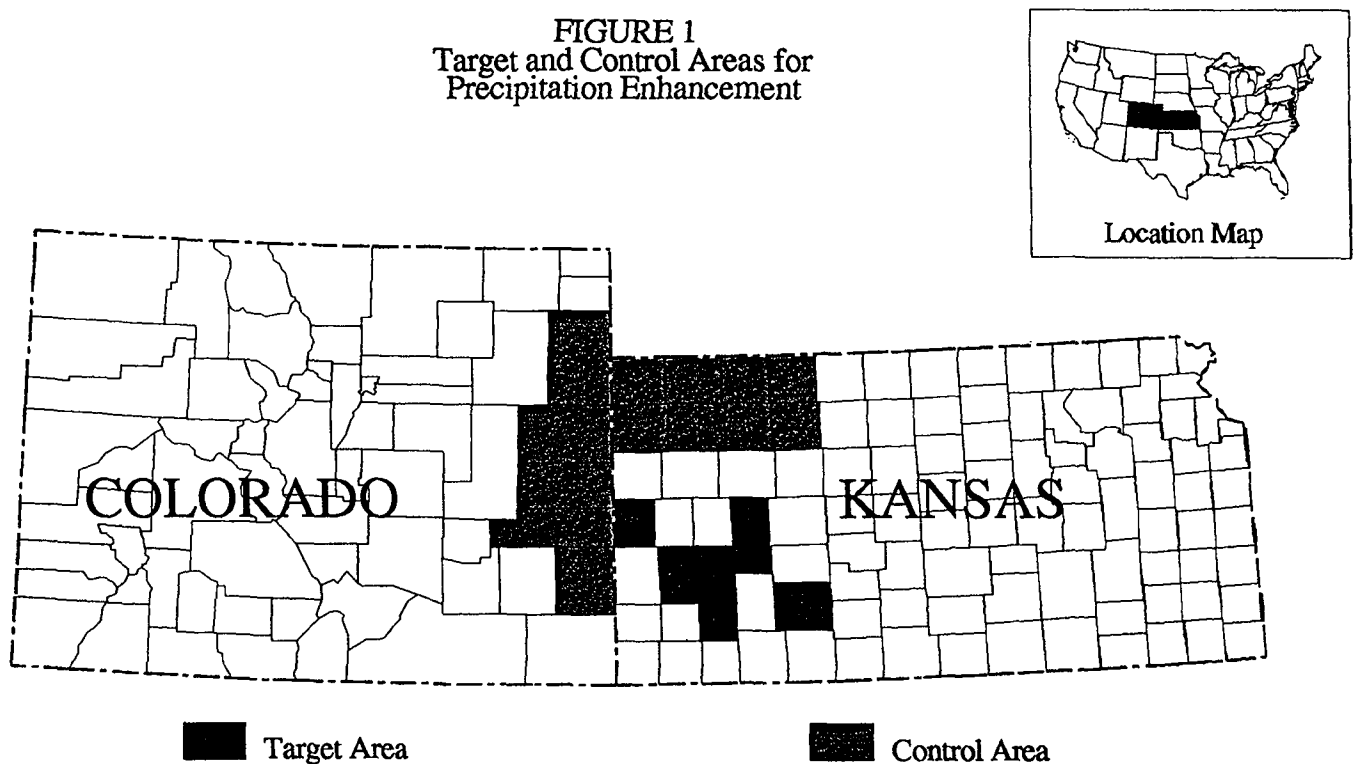 FIGURE 1
Target and Control Areas for
Precipitation Enhancement
Location Map
COLORADO
KANSAS
Target Area
Control Area